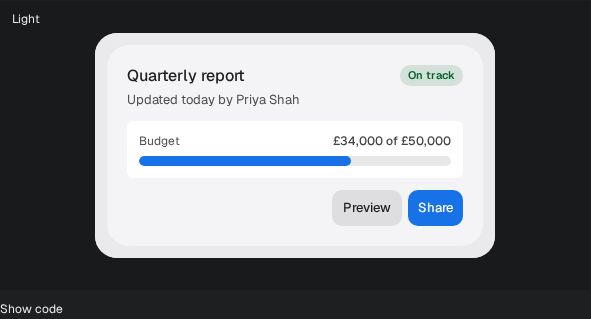 Light
Quarterly report
On track
Updated today by Priya Shah
Budget
£34,000 of £50,000
Preview
Share
Show code